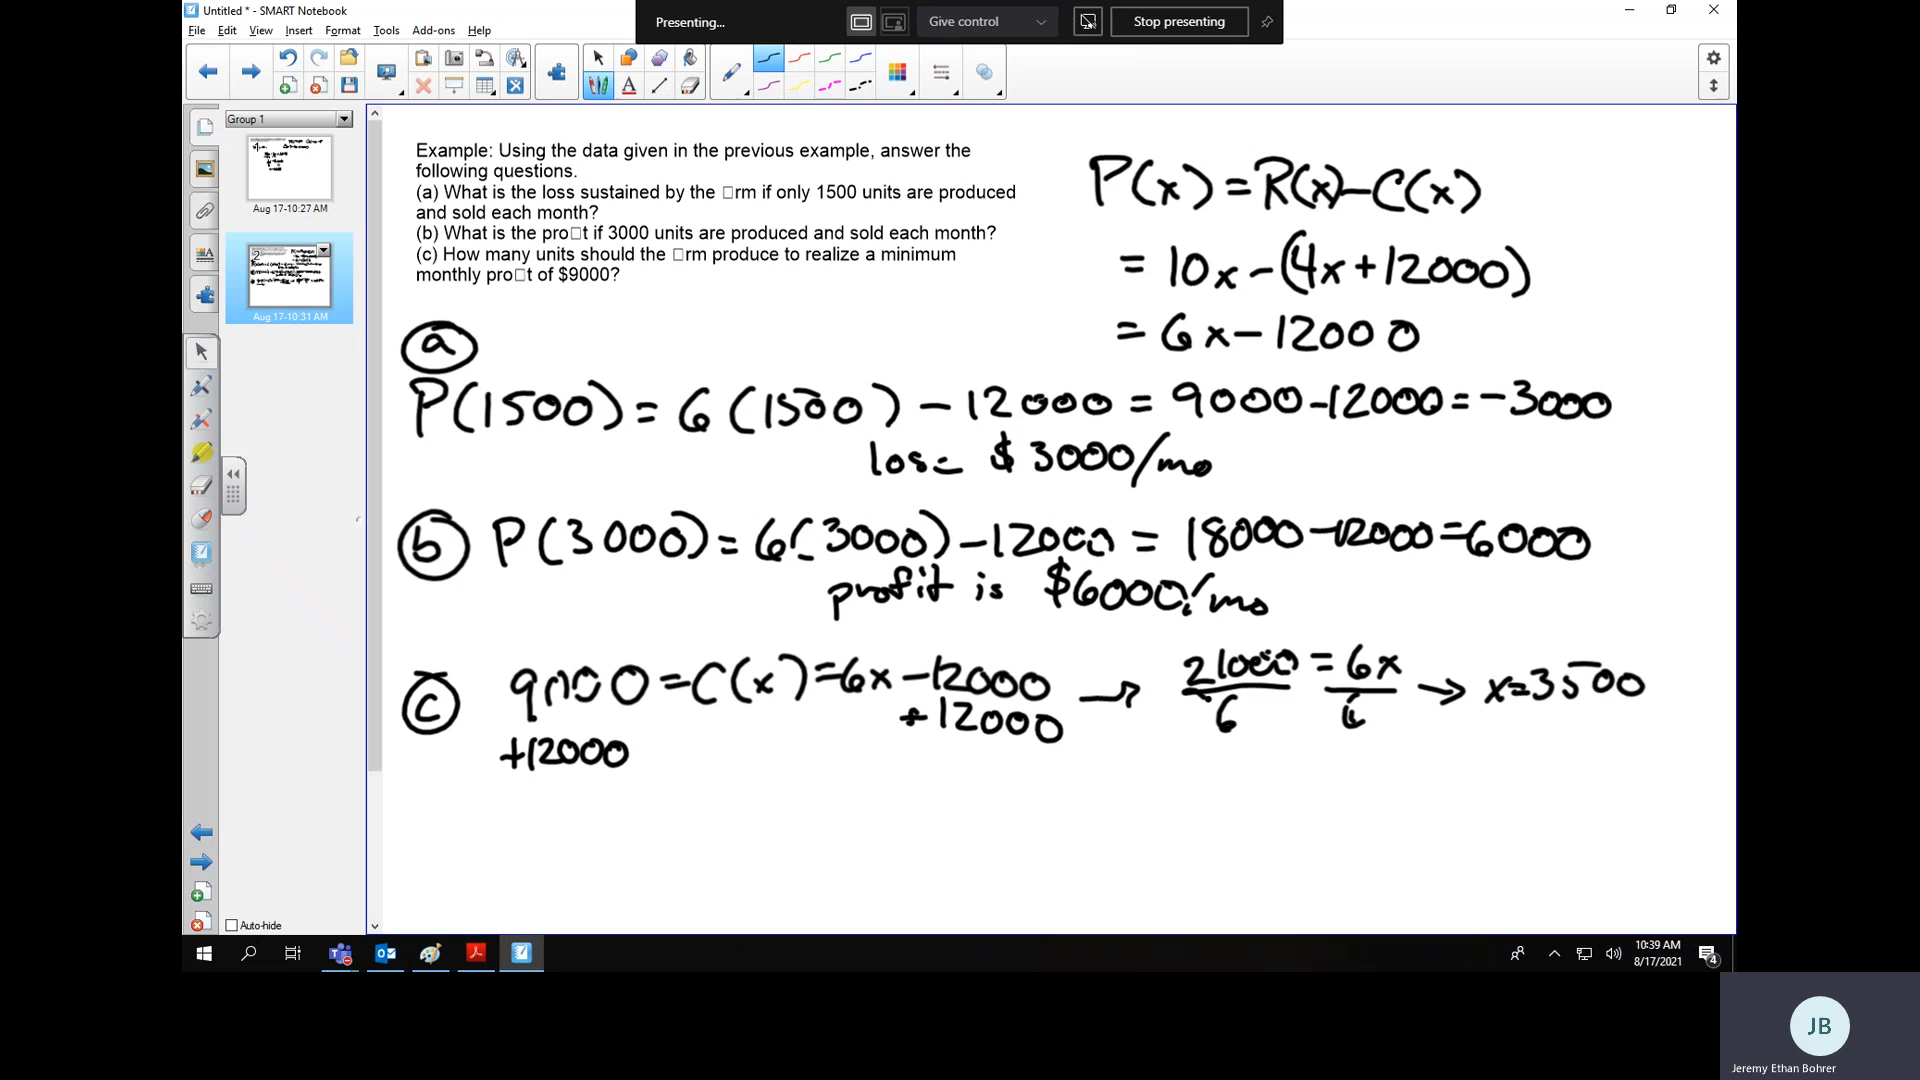 Untitled * - SMART Notebook
Presenting...
Give control
Stop presenting
File Edit View Insert Format Tools Add-ons Help
Group 1
Aug 17-10:27 AM
2
Aug 17-10:31 AM
Auto-hide
Example: Using the data given in the previous example, answer the
following questions.
(a) What is the loss sustained by the □rm if only 1500 units are produced
and sold each month?
(b) What is the pro□t if 3000 units are produced and sold each month?
(c) How many units should the □rm produce to realize a minimum
monthly pro□t of $9000?
P(x) = R(x) - C(x)
= 10x - (4x + 12000)
= 6x - 12000
a
P(1500) = 6(1500) - 12000 = 9000 - 12000 = -3000
los= $3000/mo
b P(3000) = 6(3000) - 12000 = 18000 - 12000 = 6000
profit is $6000/mo
c 9000 = C(x) = 6x - 12000 → 21000 = 6x → x = 3500
6 6
+ 12000
+12000
10:39 AM
8/17/2021
4
JB
Jeremy Ethan Bohrer